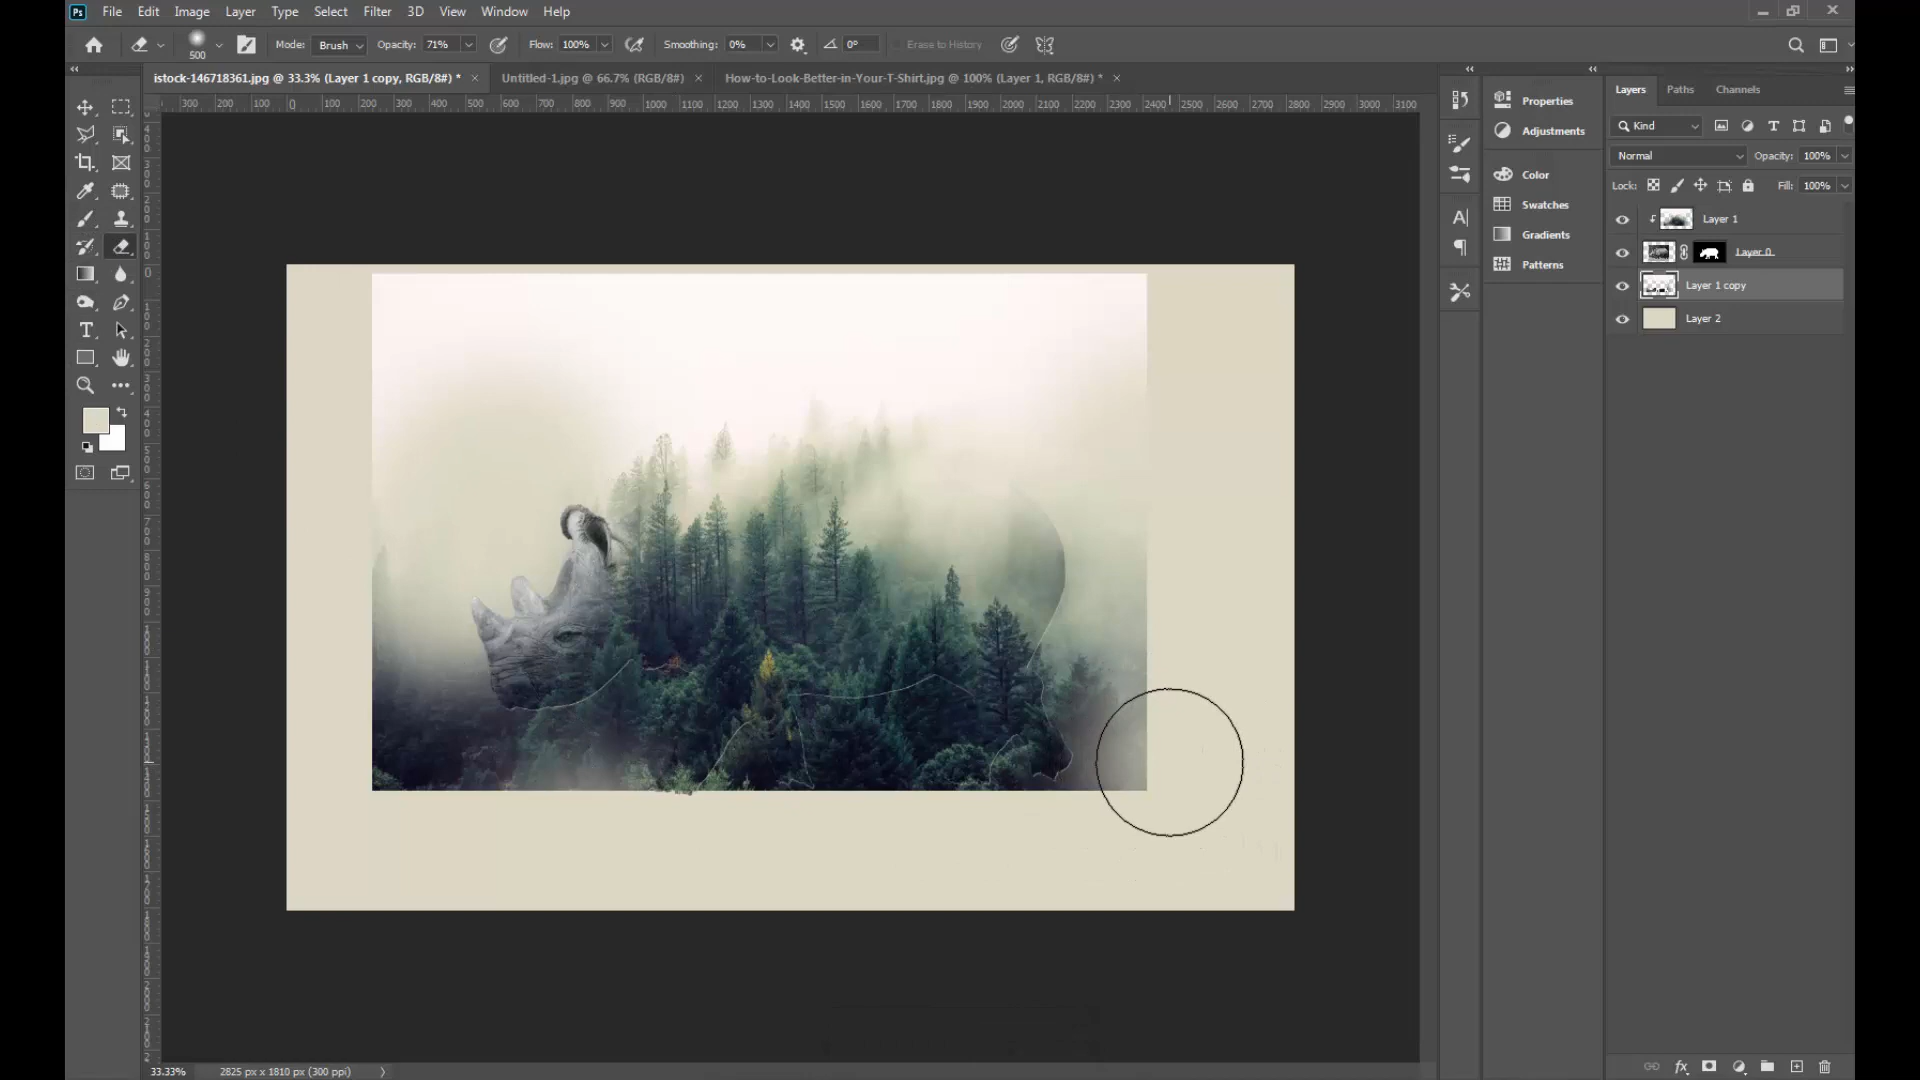 Ps File Edit Image Layer Type Select Filter 3D View Window Help
500 Mode: Brush Opacity: 71% Flow: 100% Smoothing: 0% 0° Erase to History
istock-146718361.jpg @ 33.3% (Layer 1 copy, RGB/8#) * × Untitled-1.jpg @ 66.7% (RGB/8#) × How-to-Look-Better-in-Your-T-Shirt.jpg @ 100% (Layer 1, RGB/8#) * ×
300 200 100 0 100 200 300 400 500 600 700 800 900 1000 1100 1200 1300 1400 1500 1600 1700 1800 1900 2000 2100 2200 2300 2400 2500 2600 2700 2800 2900 3000 3100
Properties
Adjustments
Color
Swatches
Gradients
Patterns
Layers Paths Channels
Kind
Normal Opacity: 100%
Lock: Fill: 100%
Layer 1
Layer 0
Layer 1 copy
Layer 2
33.33% 2825 px x 1810 px (300 ppi)